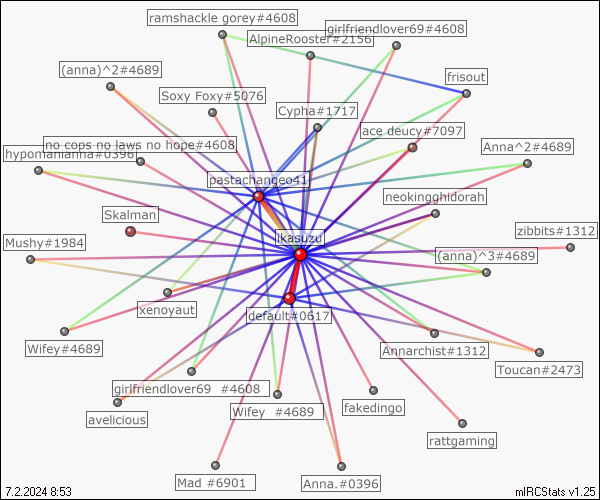 ramshackle gorey#4608
girlfriendlover69#4608
AlpineRooster#2156
(anna)^2#4689
frisout
Soxy Foxy#5076
Cypha#1717
ace deucy#7097
no cops no laws no hope#4608
Anna^2#4689
hypomanianna#0396
pastachangeo41
neokingghidorah
Skalman
zibbits#1312
Ikasuzu
Mushy#1984
(anna)^3#4689
xenoyaut
default#0617
Wifey#4689
Annarchist#1312
Toucan#2473
girlfriendlover69 #4608
Wifey #4689
fakedingo
avelicious
rattgaming
Mad #6901
Anna.#0396
7.2.2024 8:53
mIRCStats v1.25